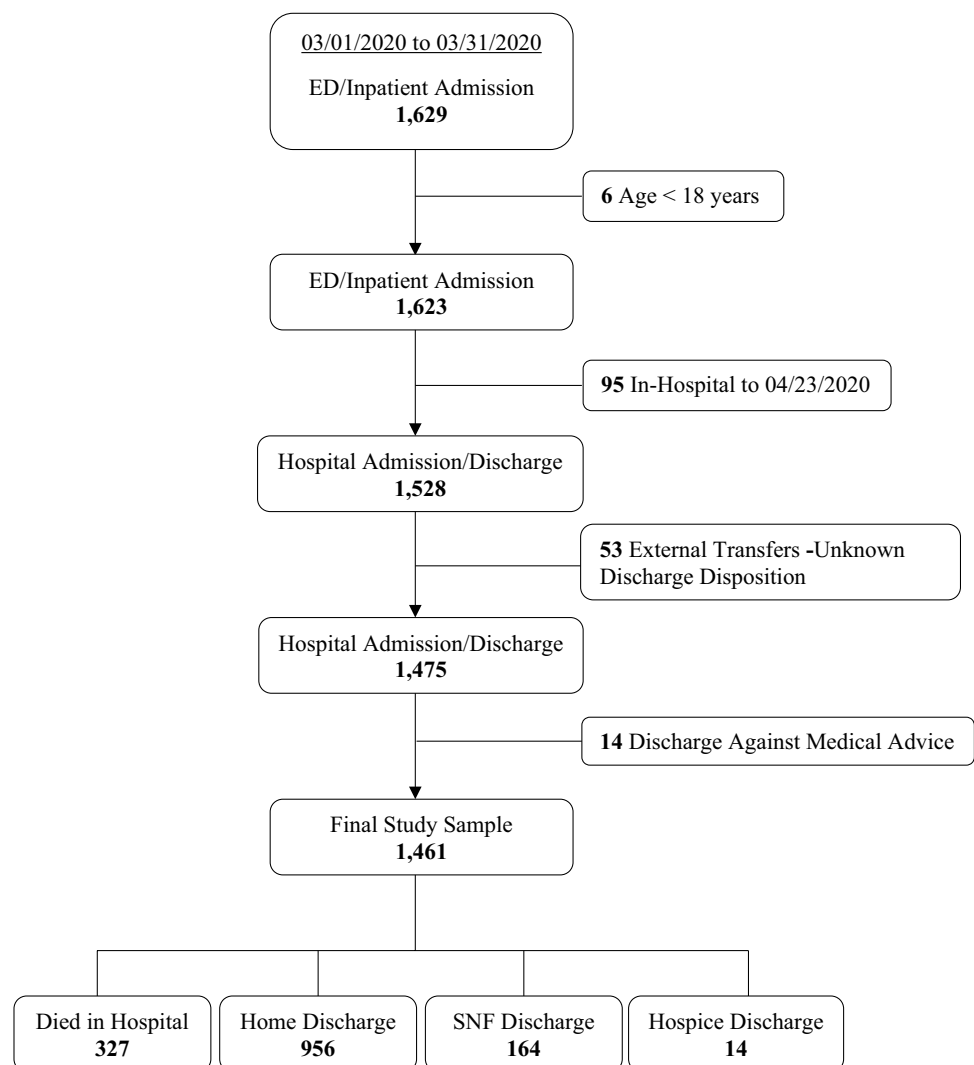 03/01/2020 to 03/31/2020
ED/Inpatient Admission
1,629
6 Age < 18 years
ED/Inpatient Admission
1,623
95 In-Hospital to 04/23/2020
Hospital Admission/Discharge
1,528
53 External Transfers -Unknown
Discharge Disposition
Hospital Admission/Discharge
1,475
14 Discharge Against Medical Advice
Final Study Sample
1,461
Died in Hospital
327
Home Discharge
956
SNF Discharge
164
Hospice Discharge
14